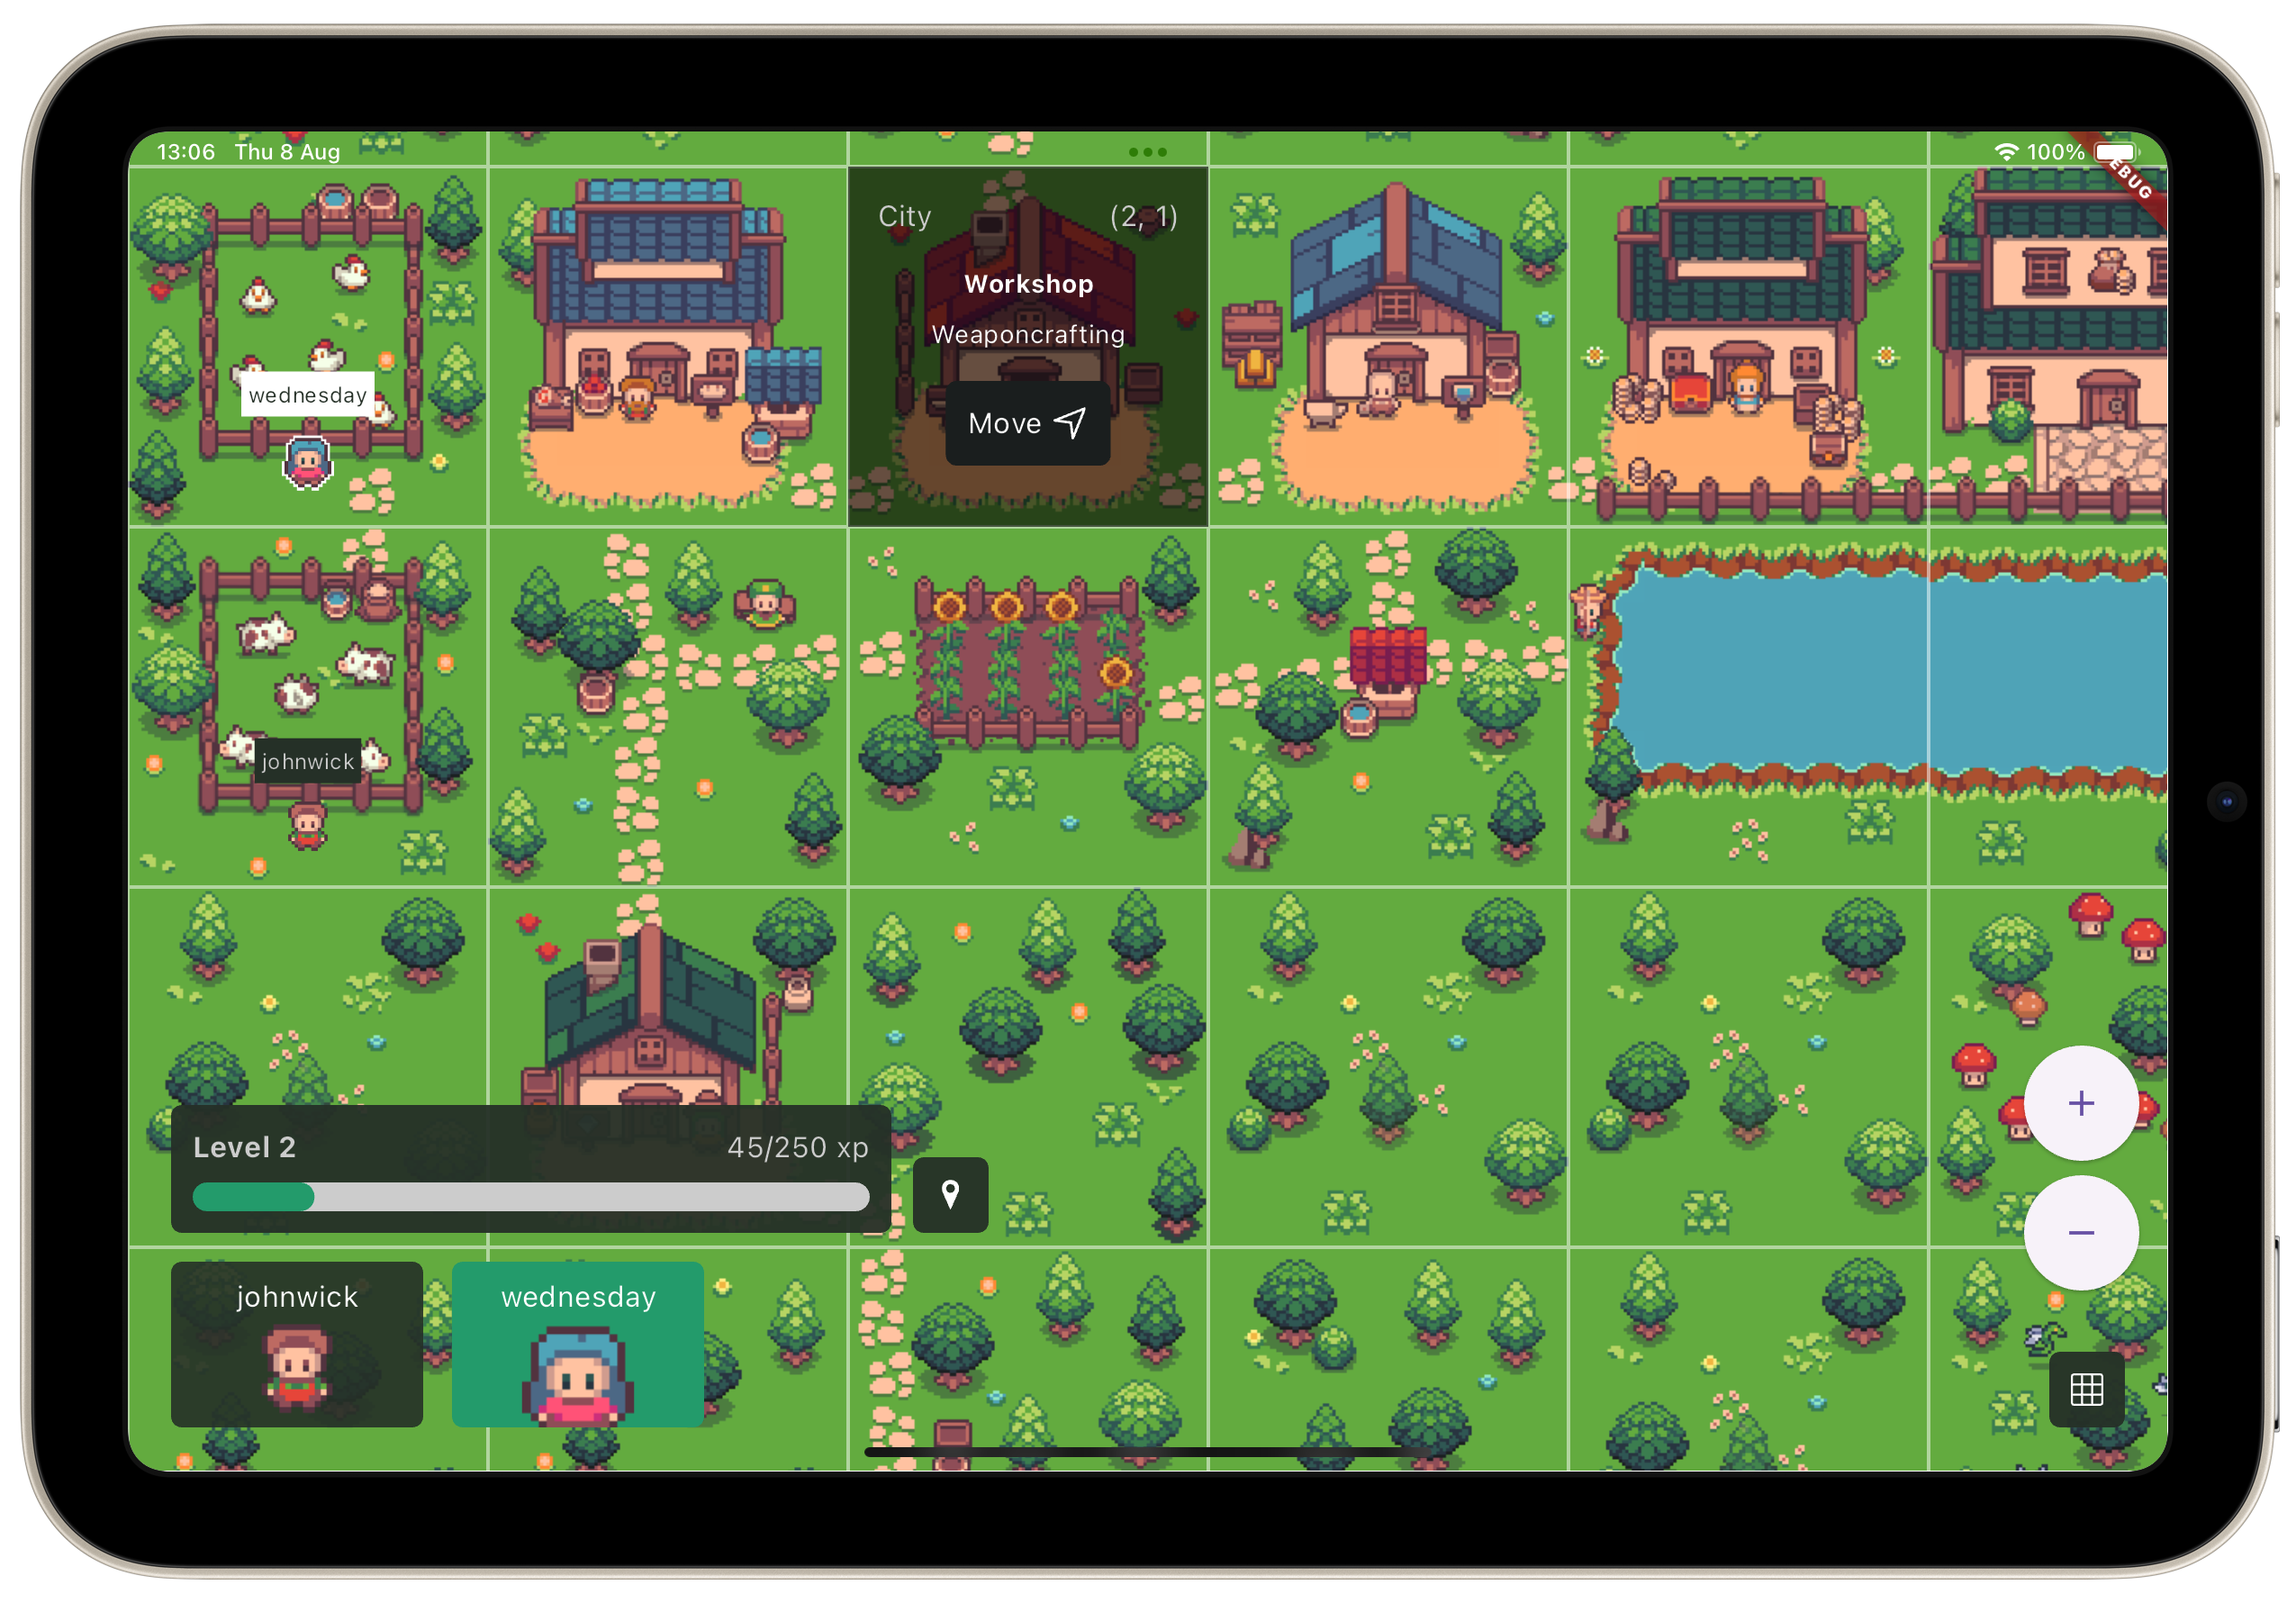 13:06 Thu 8 Aug
100%
EBUG
City (2, 1)
Workshop
Weaponcrafting
Move
wednesday
johnwick
Level 2 45/250 xp
johnwick
wednesday